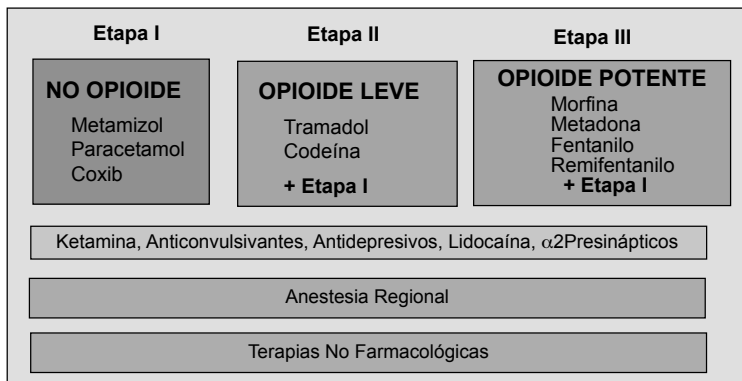 Etapa I
Etapa II
Etapa III
NO OPIOIDE
Metamizol
Paracetamol
Coxib
OPIOIDE LEVE
Tramadol
Codeína
+ Etapa I
OPIOIDE POTENTE
Morfina
Metadona
Fentanilo
Remifentanilo
+ Etapa I
Ketamina, Anticonvulsivantes, Antidepresivos, Lidocaína, α2Presinápticos
Anestesia Regional
Terapias No Farmacológicas